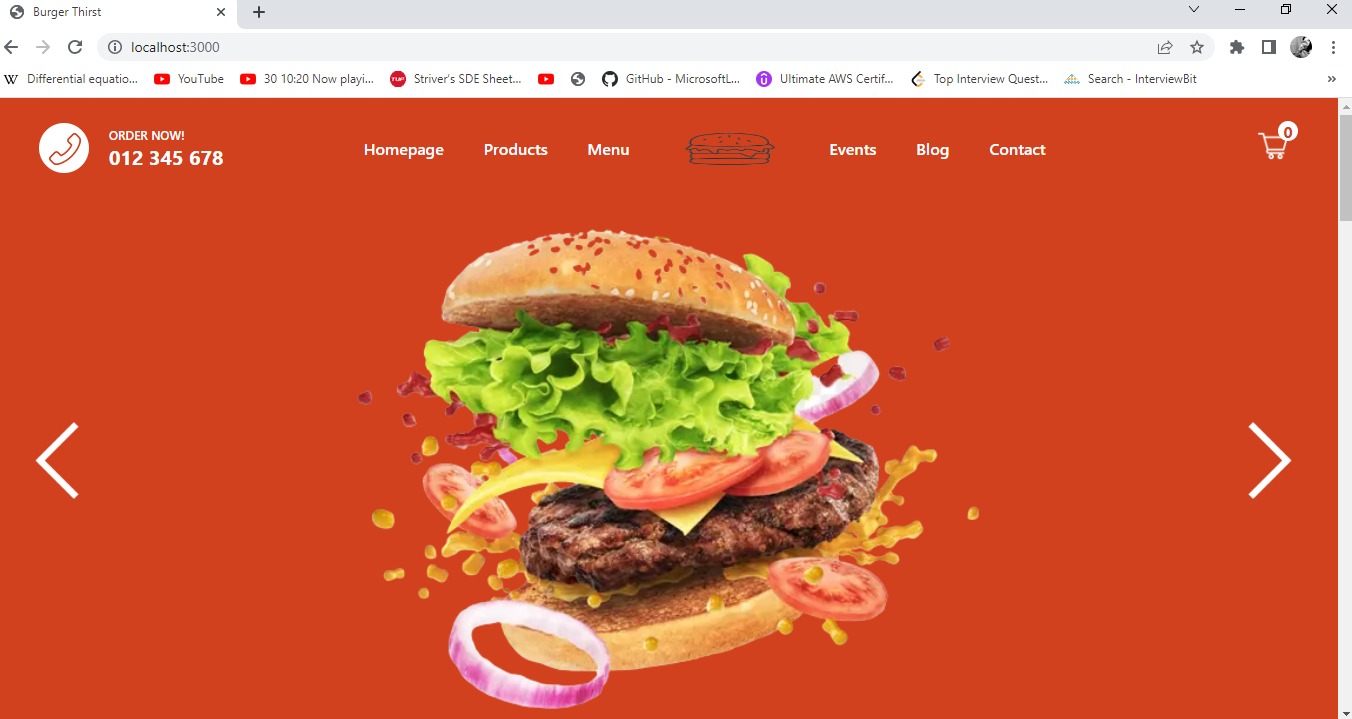 Burger Thirst
localhost:3000
W Differential equatio... YouTube 30 10:20 Now playi... TUF Striver's SDE Sheet... GitHub - MicrosoftL... Ultimate AWS Certif... Top Interview Quest... Search - InterviewBit »
ORDER NOW!
012 345 678
Homepage Products Menu Events Blog Contact 0